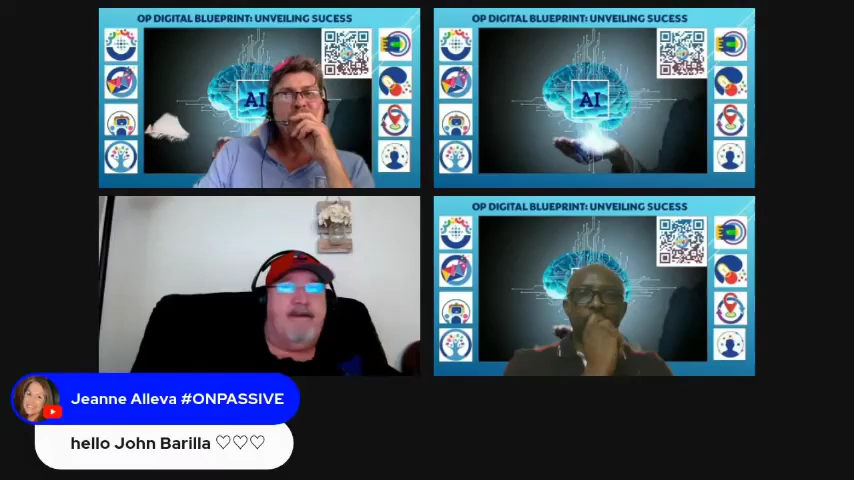 OP DIGITAL BLUEPRINT: UNVEILING SUCESS
AI
OP DIGITAL BLUEPRINT: UNVEILING SUCESS
AI
OP DIGITAL BLUEPRINT: UNVEILING SUCESS
Jeanne Alleva #ONPASSIVE
hello John Barilla ♡♡♡